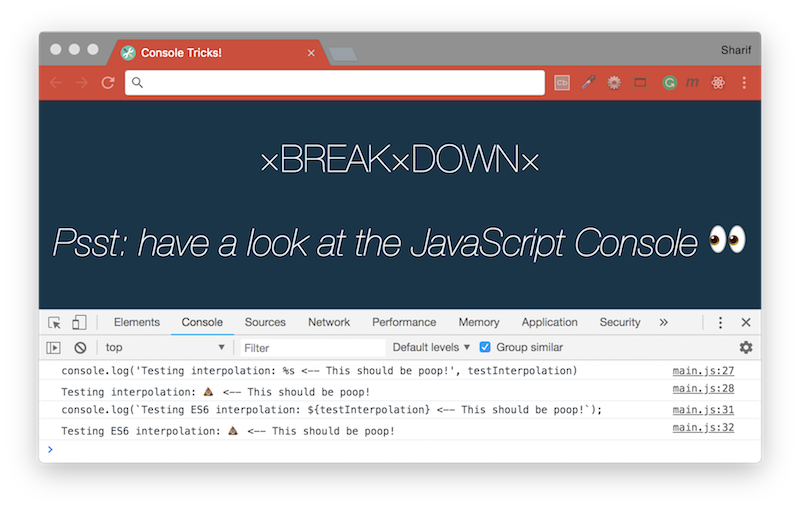 Console Tricks! × Sharif
Cb m
×BREAK×DOWN×
Psst: have a look at the JavaScript Console 👀
Elements Console Sources Network Performance Memory Application Security »
top ▼ Filter Default levels ▼ Group similar
console.log('Testing interpolation: %s <-- This should be poop!', testInterpolation) main.js:27
Testing interpolation: 💩 <-- This should be poop! main.js:28
console.log(`Testing ES6 interpolation: ${testInterpolation} <-- This should be poop!`); main.js:31
Testing ES6 interpolation: 💩 <-- This should be poop! main.js:32
>